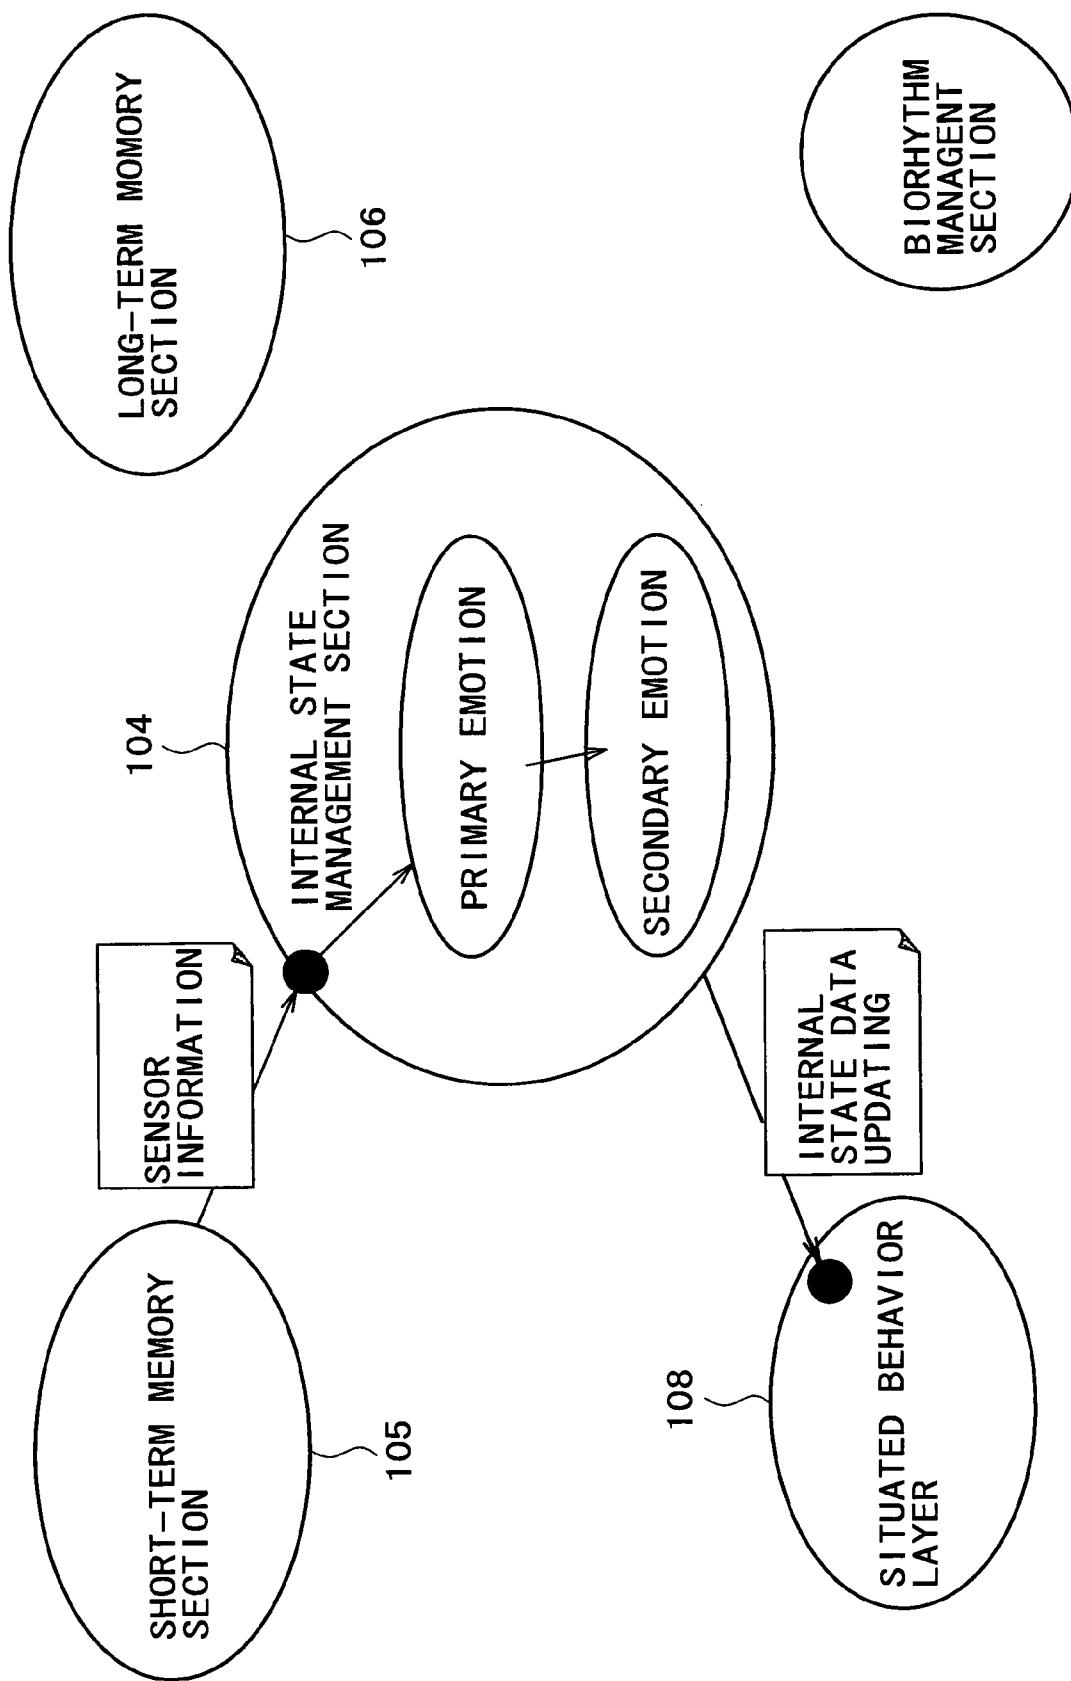 SHORT-TERM MEMORY
SECTION
105
SENSOR
INFORMATION
104
LONG-TERM MOMORY
SECTION
106
INTERNAL STATE
MANAGEMENT SECTION
PRIMARY EMOTION
SECONDARY EMOTION
108
SITUATED BEHAVIOR
LAYER
INTERNAL
STATE DATA
UPDATING
BIORHYTHM
MANAGENT
SECTION